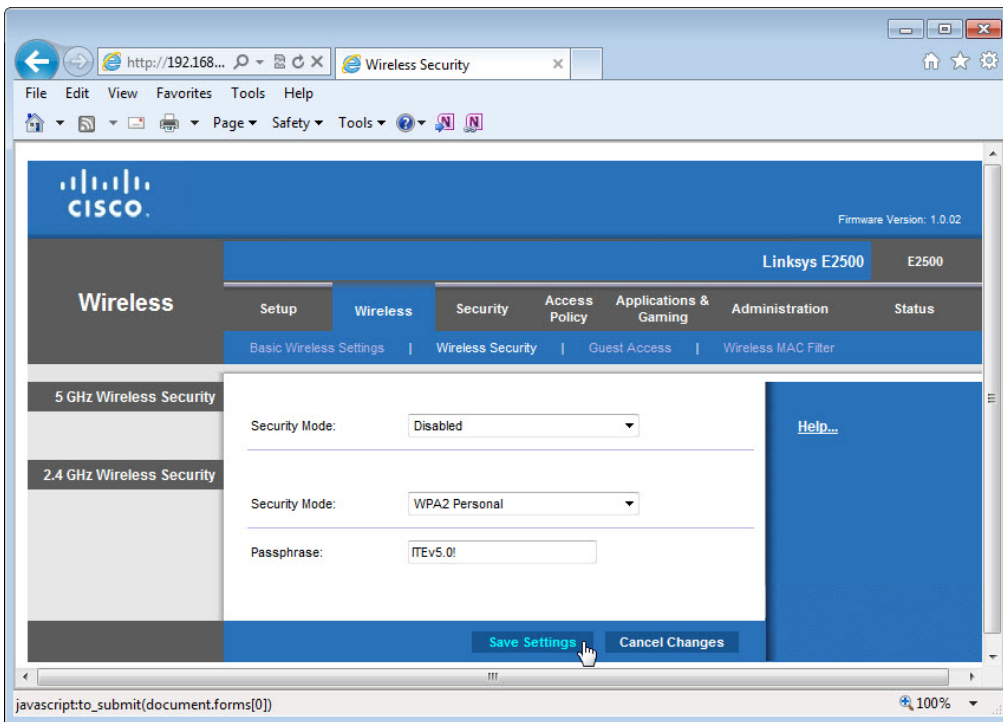 http://192.168... Wireless Security
File Edit View Favorites Tools Help
Page Safety Tools
CISCO.
Firmware Version: 1.0.02
Linksys E2500 E2500
Wireless
Setup Wireless Security Access Policy Applications & Gaming Administration Status
Basic Wireless Settings | Wireless Security | Guest Access | Wireless MAC Filter
5 GHz Wireless Security
Security Mode: Disabled
Help...
2.4 GHz Wireless Security
Security Mode: WPA2 Personal
Passphrase: ITEv5.0!
Save Settings Cancel Changes
javascript:to_submit(document.forms[0]) 100%